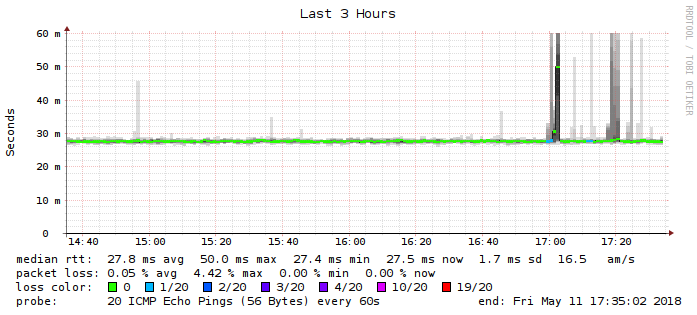 Last 3 Hours
RRDTOOL / TOBI OETIKER
Seconds
60 m
50 m
40 m
30 m
20 m
10 m
0
14:40 15:00 15:20 15:40 16:00 16:20 16:40 17:00 17:20
median rtt: 27.8 ms avg 50.0 ms max 27.4 ms min 27.5 ms now 1.7 ms sd 16.5 am/s
packet loss: 0.05 % avg 4.42 % max 0.00 % min 0.00 % now
loss color: 0 1/20 2/20 3/20 4/20 10/20 19/20
probe: 20 ICMP Echo Pings (56 Bytes) every 60s end: Fri May 11 17:35:02 2018